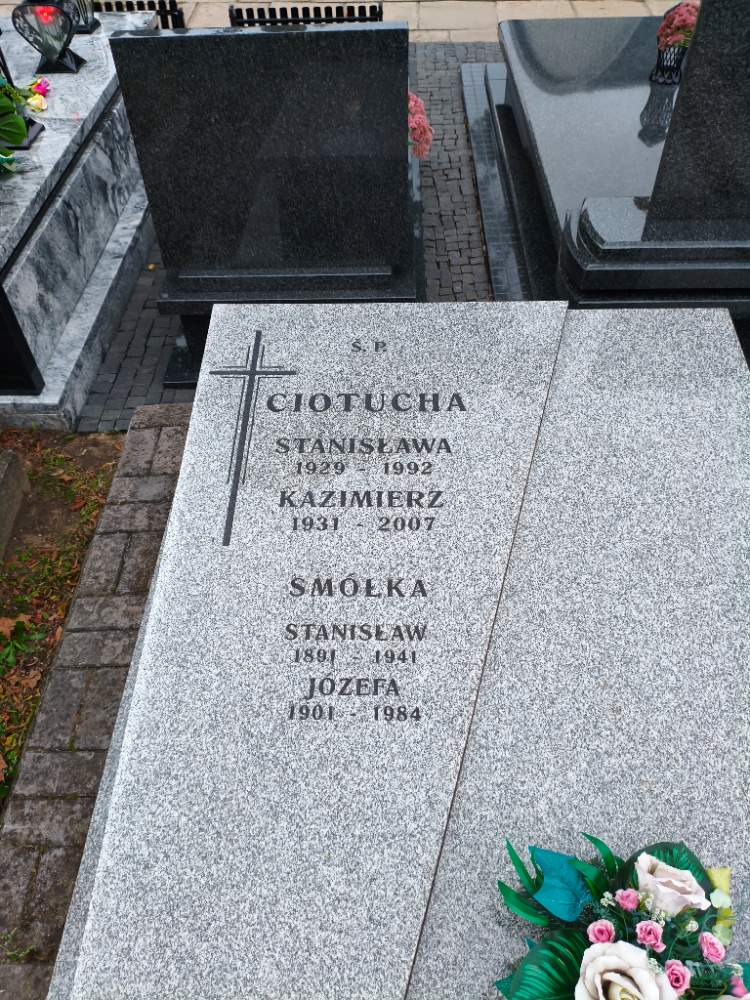 Ś. P.
CIOTUCHA
STANISŁAWA
1929 - 1992
KAZIMIERZ
1931 - 2007
SMÓŁKA
STANISŁAW
1891 - 1941
JÓZEFA
1901 - 1984